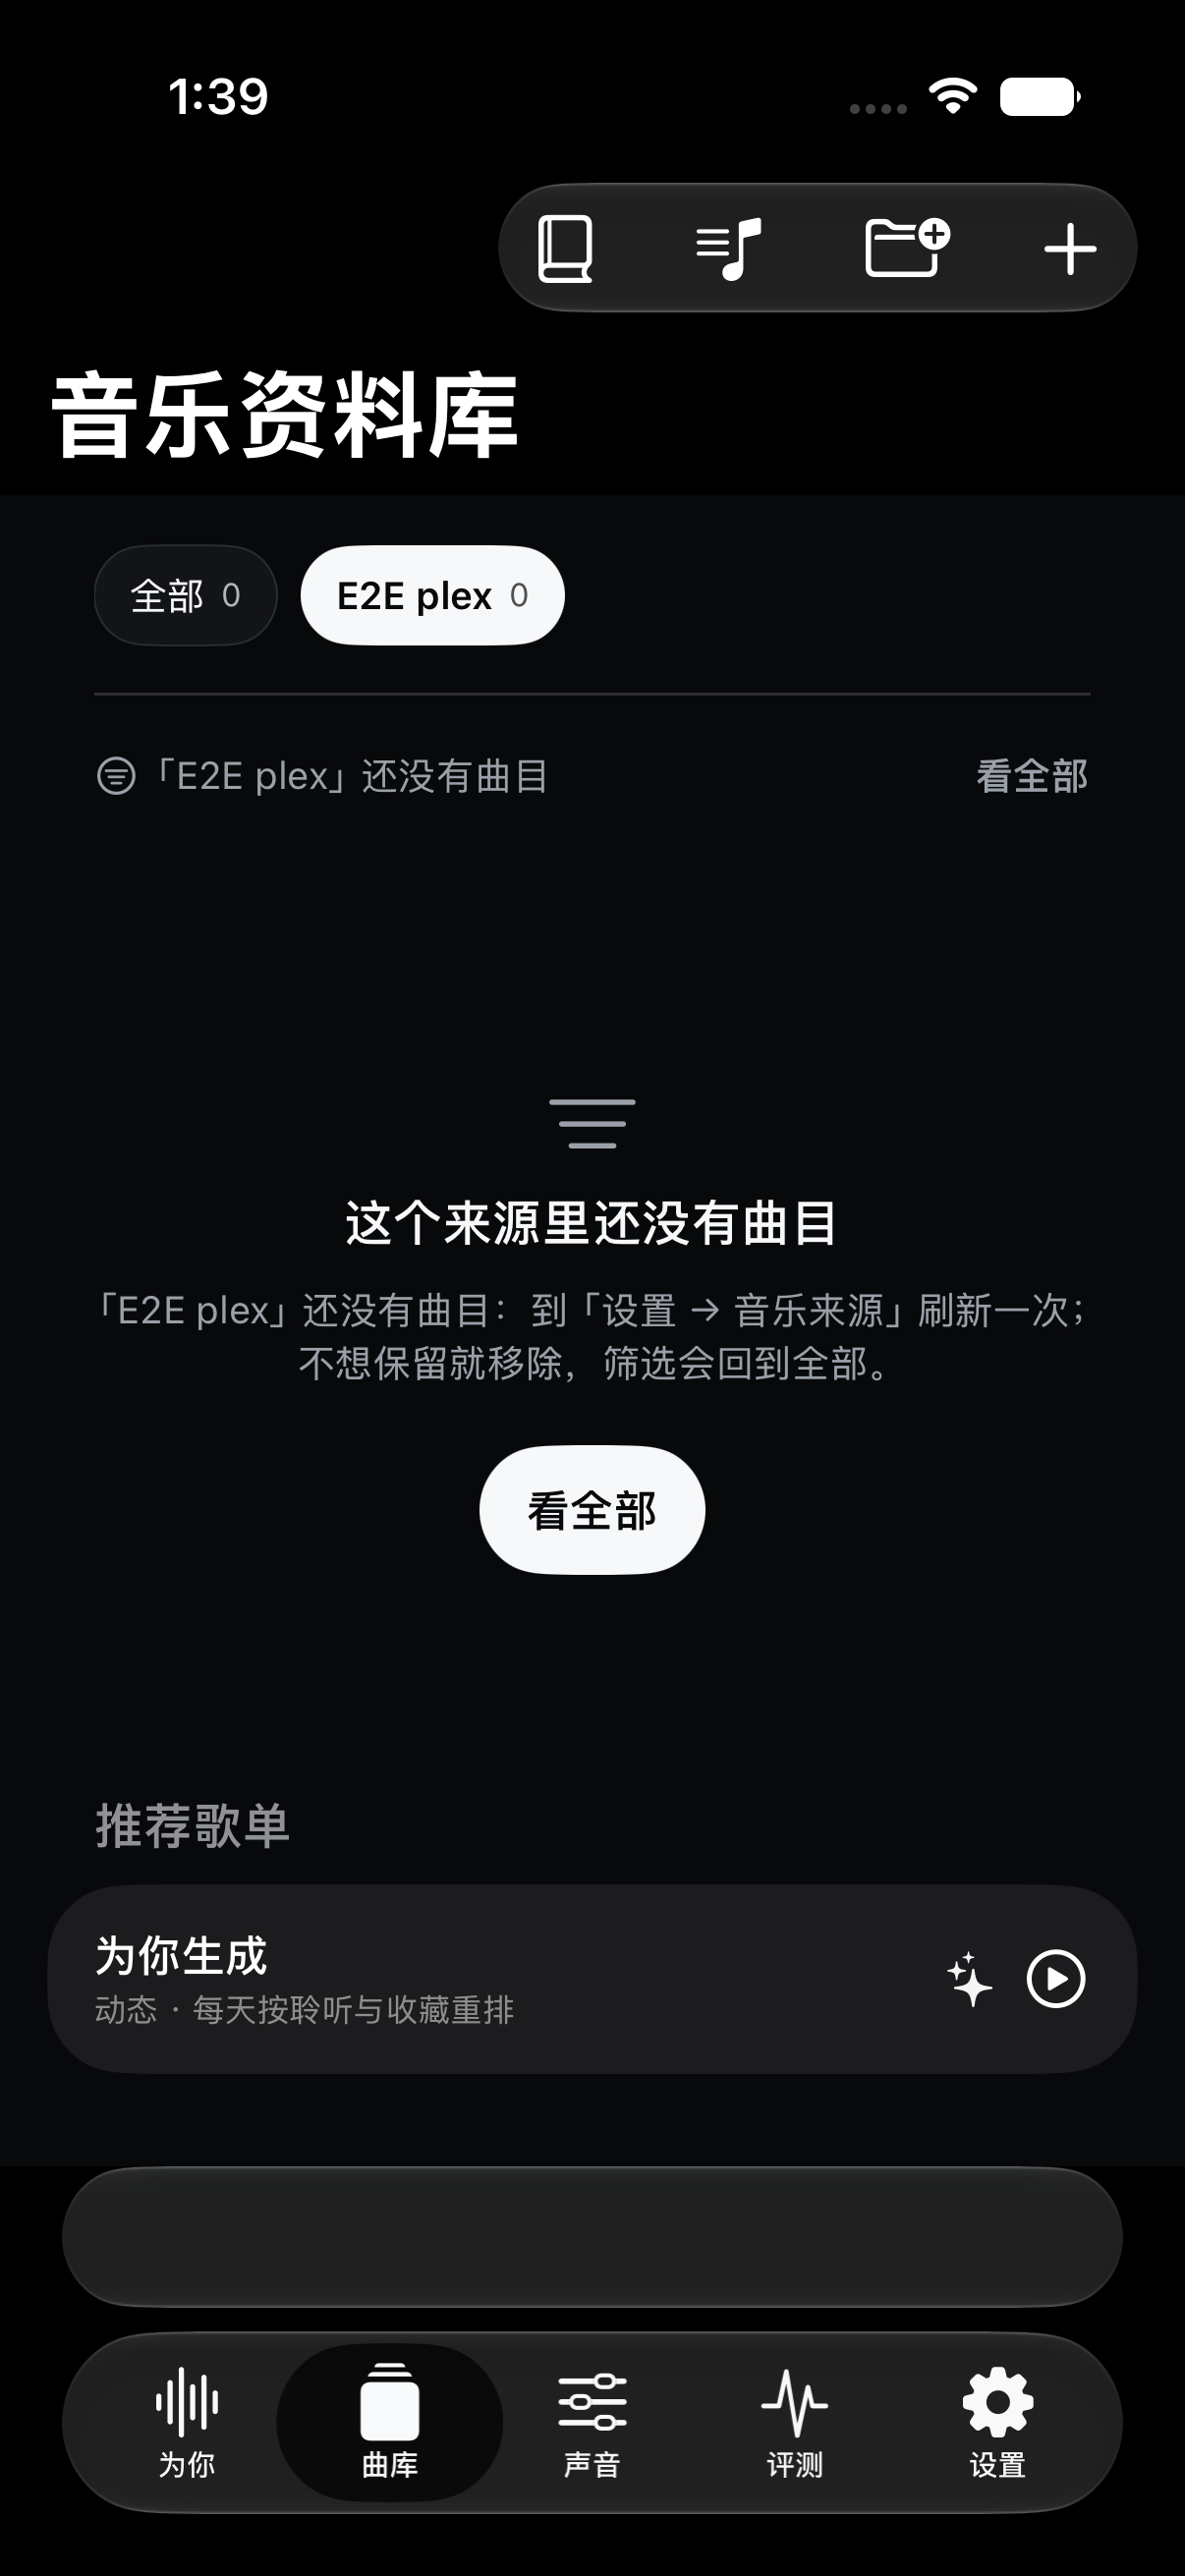 1:39
音乐资料库
全部 0
E2E plex 0
「E2E plex」还没有曲目
看全部
这个来源里还没有曲目
「E2E plex」还没有曲目：到「设置 → 音乐来源」刷新一次；
不想保留就移除，筛选会回到全部。
看全部
推荐歌单
为你生成
动态 · 每天按聆听与收藏重排
为你
曲库
声音
评测
设置